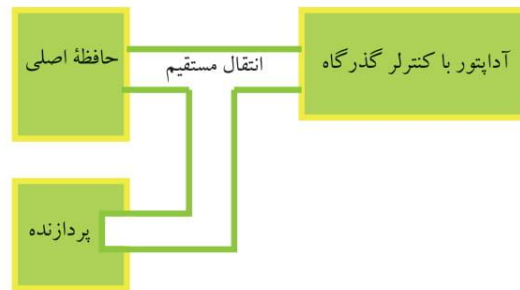 آداپتور با کنترلر گذرگاه
حافظهٔ اصلی
انتقال مستقیم
پردازنده